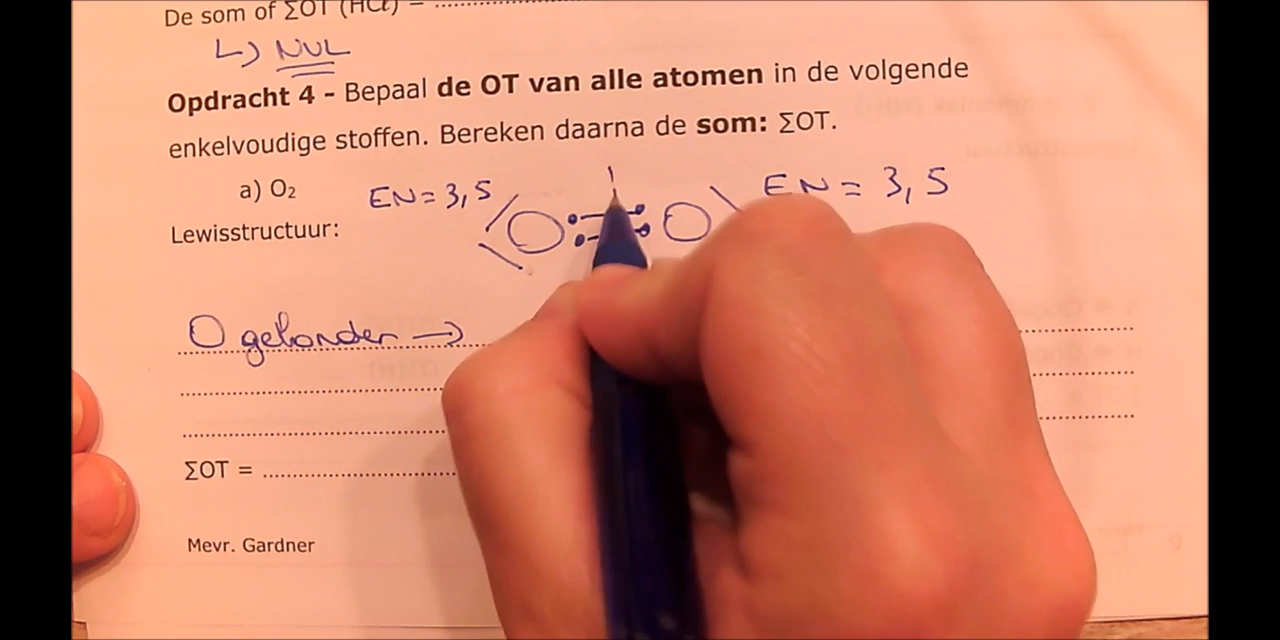 De som of ΣOT (HCl) = ....................
↳ NUL
Opdracht 4 - Bepaal de OT van alle atomen in de volgende
enkelvoudige stoffen. Bereken daarna de som: ΣOT.
a) O₂ EN = 3,5 O O EN = 3,5
Lewisstructuur:
O gebonden →
ΣOT = ....................
Mevr. Gardner